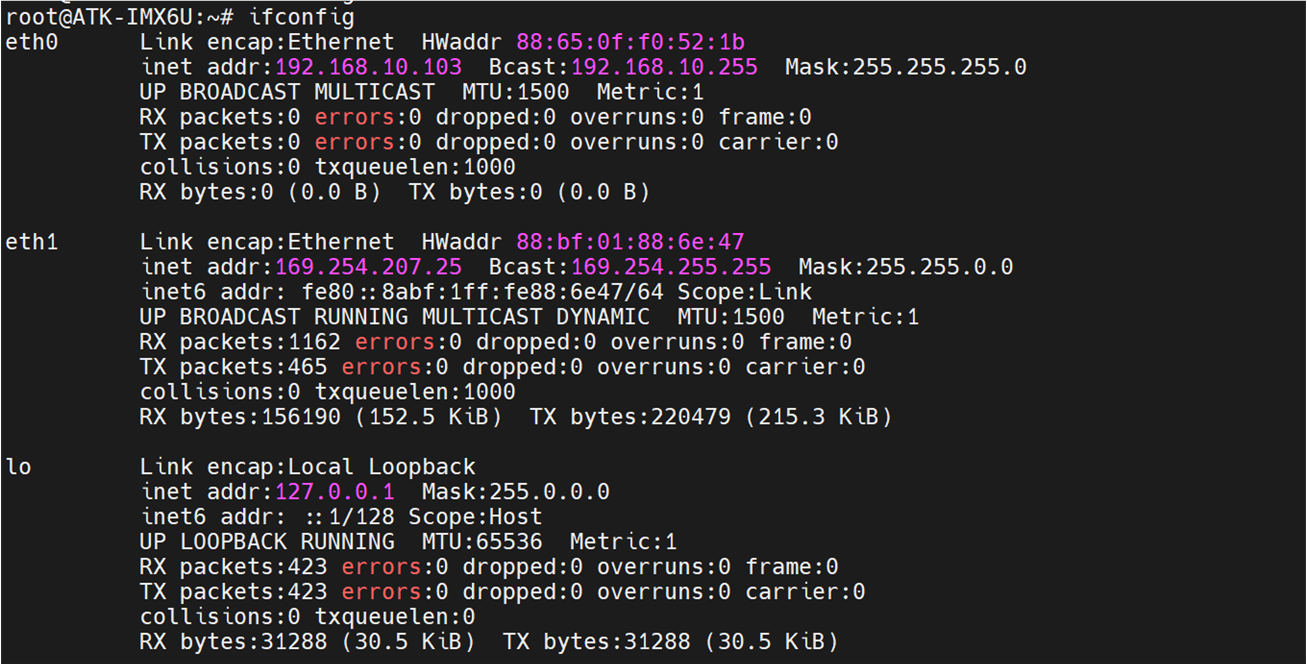 root@ATK-IMX6U:~# ifconfig
eth0      Link encap:Ethernet  HWaddr 88:65:0f:f0:52:1b
          inet addr:192.168.10.103  Bcast:192.168.10.255  Mask:255.255.255.0
          UP BROADCAST MULTICAST  MTU:1500  Metric:1
          RX packets:0 errors:0 dropped:0 overruns:0 frame:0
          TX packets:0 errors:0 dropped:0 overruns:0 carrier:0
          collisions:0 txqueuelen:1000
          RX bytes:0 (0.0 B)  TX bytes:0 (0.0 B)

eth1      Link encap:Ethernet  HWaddr 88:bf:01:88:6e:47
          inet addr:169.254.207.25  Bcast:169.254.255.255  Mask:255.255.0.0
          inet6 addr: fe80::8abf:1ff:fe88:6e47/64 Scope:Link
          UP BROADCAST RUNNING MULTICAST DYNAMIC  MTU:1500  Metric:1
          RX packets:1162 errors:0 dropped:0 overruns:0 frame:0
          TX packets:465 errors:0 dropped:0 overruns:0 carrier:0
          collisions:0 txqueuelen:1000
          RX bytes:156190 (152.5 KiB)  TX bytes:220479 (215.3 KiB)

lo        Link encap:Local Loopback
          inet addr:127.0.0.1  Mask:255.0.0.0
          inet6 addr: ::1/128 Scope:Host
          UP LOOPBACK RUNNING  MTU:65536  Metric:1
          RX packets:423 errors:0 dropped:0 overruns:0 frame:0
          TX packets:423 errors:0 dropped:0 overruns:0 carrier:0
          collisions:0 txqueuelen:0
          RX bytes:31288 (30.5 KiB)  TX bytes:31288 (30.5 KiB)